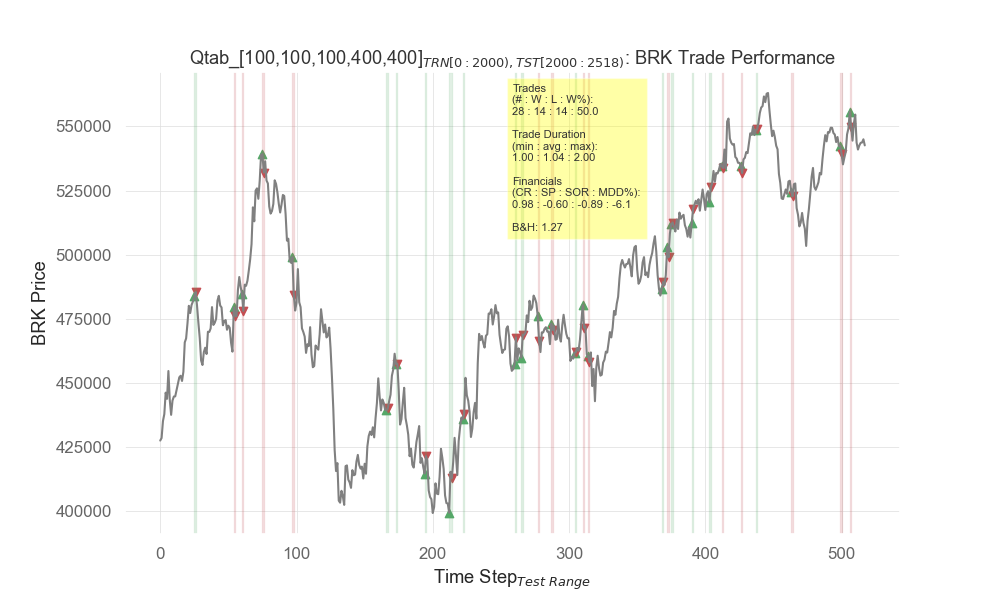 Qtab_[100,100,100,400,400]TRN[0:2000),TST[2000:2518): BRK Trade Performance
Trades
(# : W : L : W%):
28 : 14 : 14 : 50.0
Trade Duration
(min : avg : max):
1.00 : 1.04 : 2.00
Financials
(CR : SP : SOR : MDD%):
0.98 : -0.60 : -0.89 : -6.1
B&H: 1.27
BRK Price
550000
525000
500000
475000
450000
425000
400000
0 100 200 300 400 500
Time Step Test Range